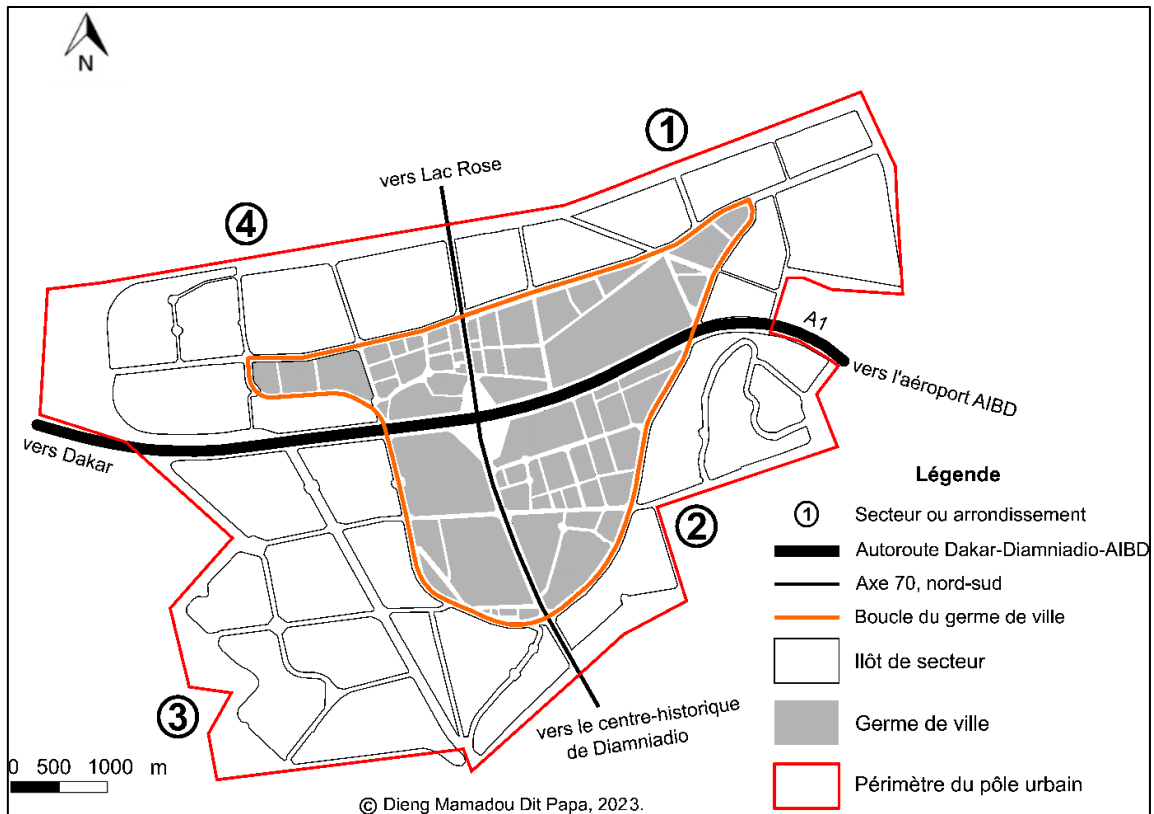 N
1
vers Lac Rose
4
A1
vers l'aéroport AIBD
vers Dakar
2
3
vers le centre-historique
de Diamniadio
Légende
1 Secteur ou arrondissement
Autoroute Dakar-Diamniadio-AIBD
Axe 70, nord-sud
Boucle du germe de ville
Ilôt de secteur
Germe de ville
Périmètre du pôle urbain
0 500 1000 m
© Dieng Mamadou Dit Papa, 2023.